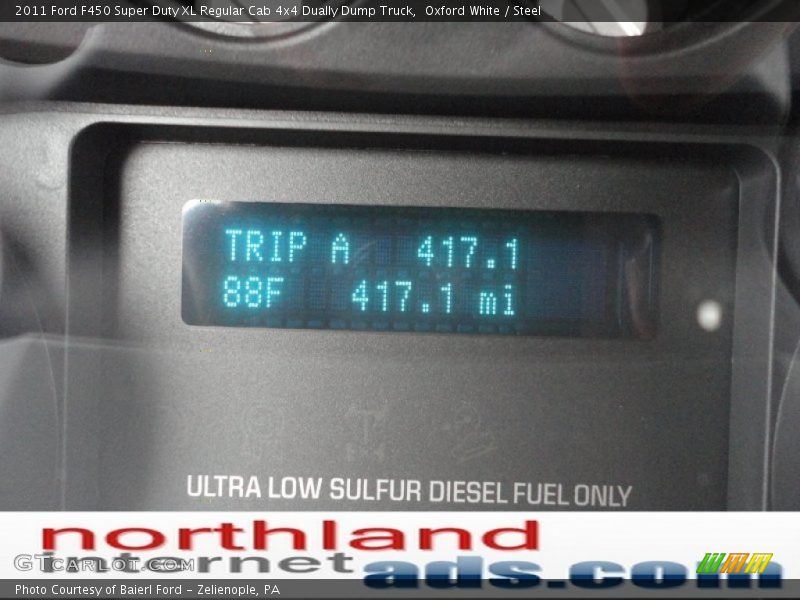 2011 Ford F450 Super Duty XL Regular Cab 4x4 Dually Dump Truck, Oxford White / Steel
TRIP A 417.1
88F 417.1 mi
ULTRA LOW SULFUR DIESEL FUEL ONLY
northland
internet
GTCARLOT.COM
ads.com
Photo Courtesy of Baierl Ford - Zelienople, PA